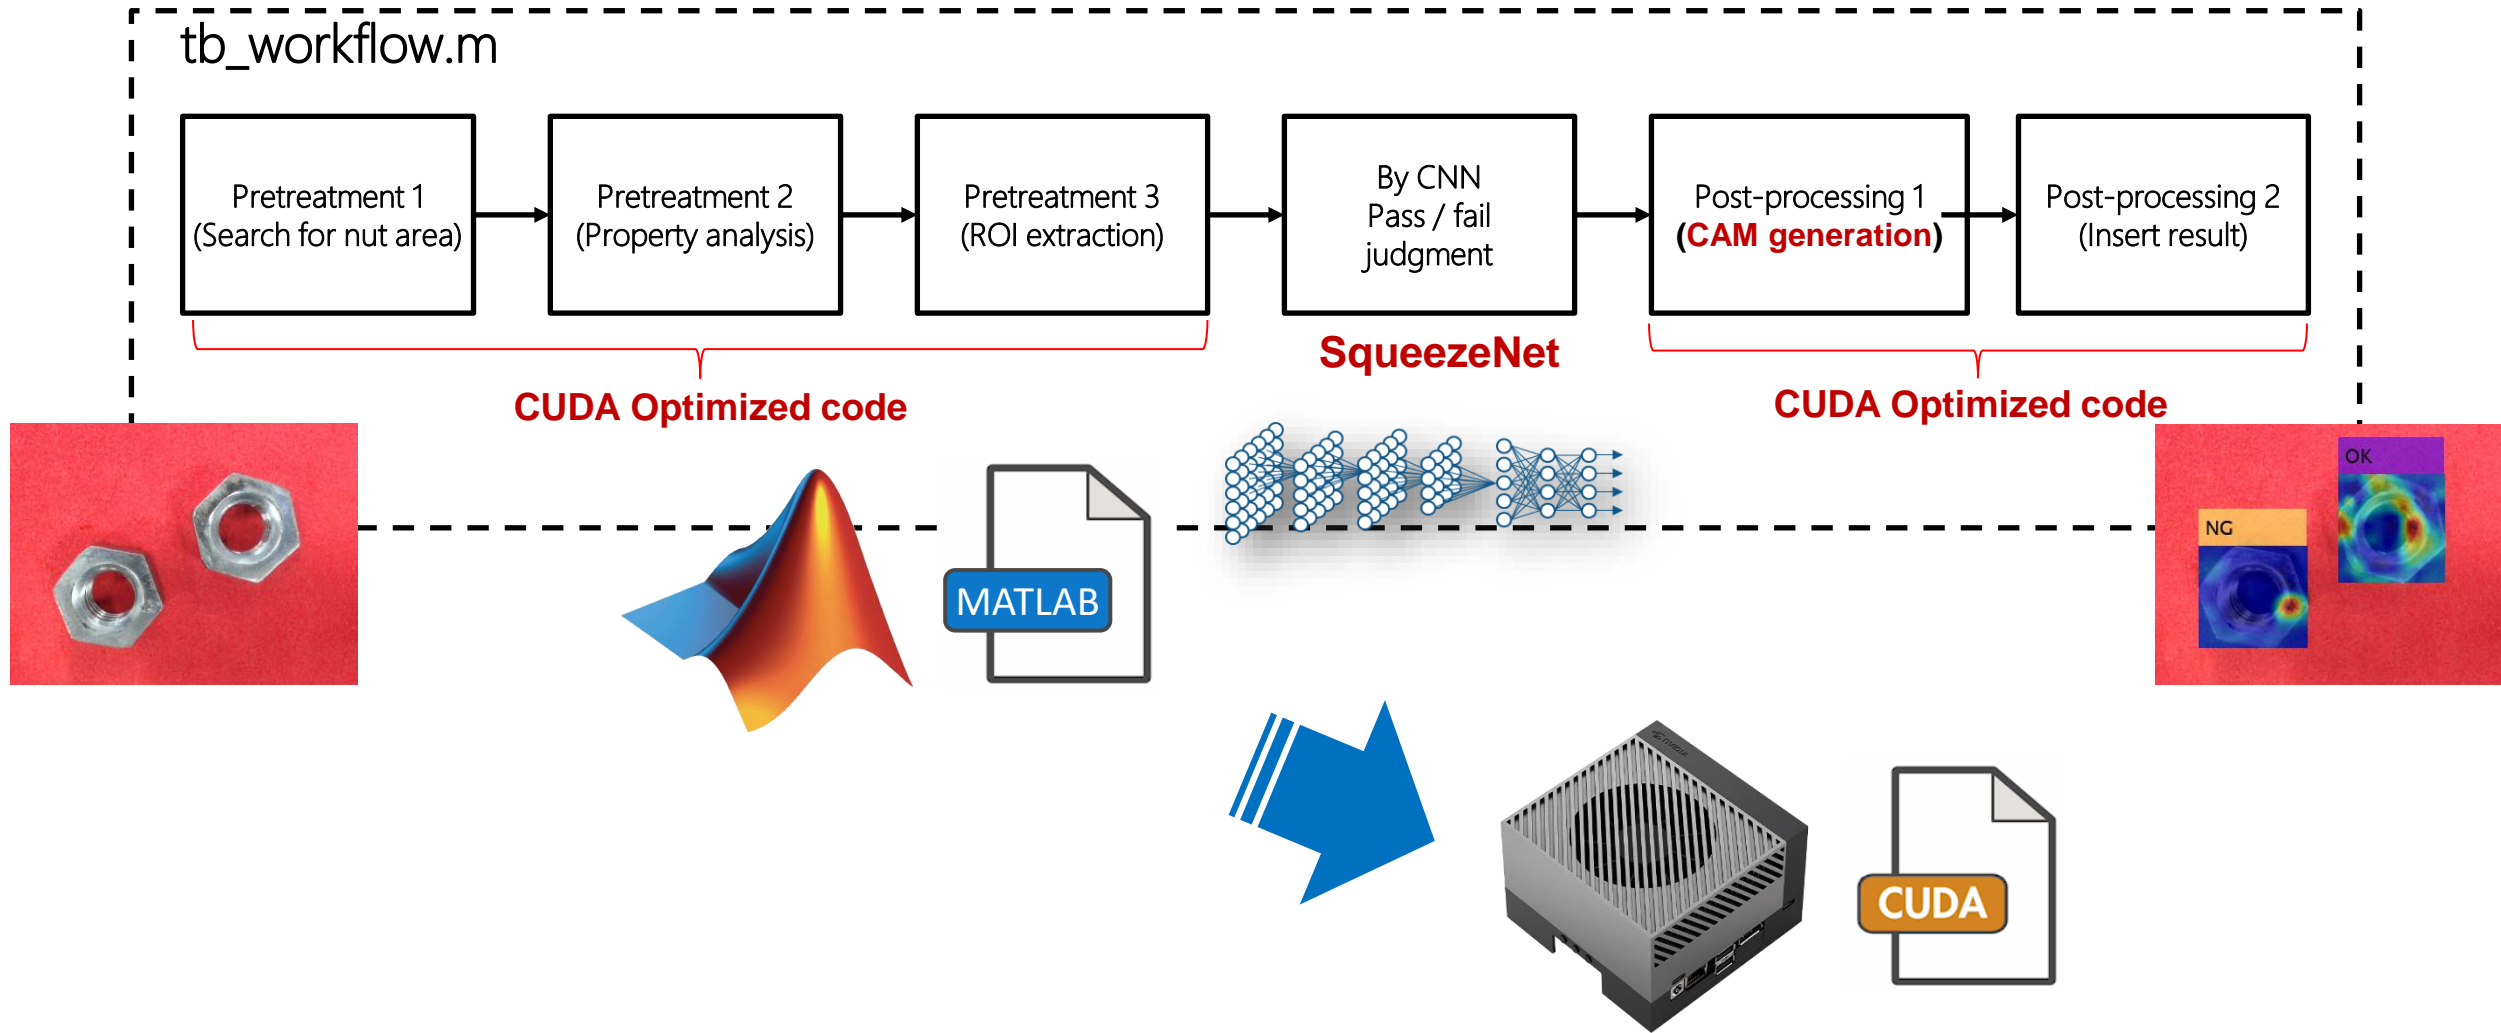 tb_workflow.m
Pretreatment 1
(Search for nut area)
Pretreatment 2
(Property analysis)
Pretreatment 3
(ROI extraction)
By CNN
Pass / fail
judgment
Post-processing 1
(CAM generation)
Post-processing 2
(Insert result)
SqueezeNet
CUDA Optimized code
CUDA Optimized code
OK
NG
MATLAB
NVIDIA
CUDA